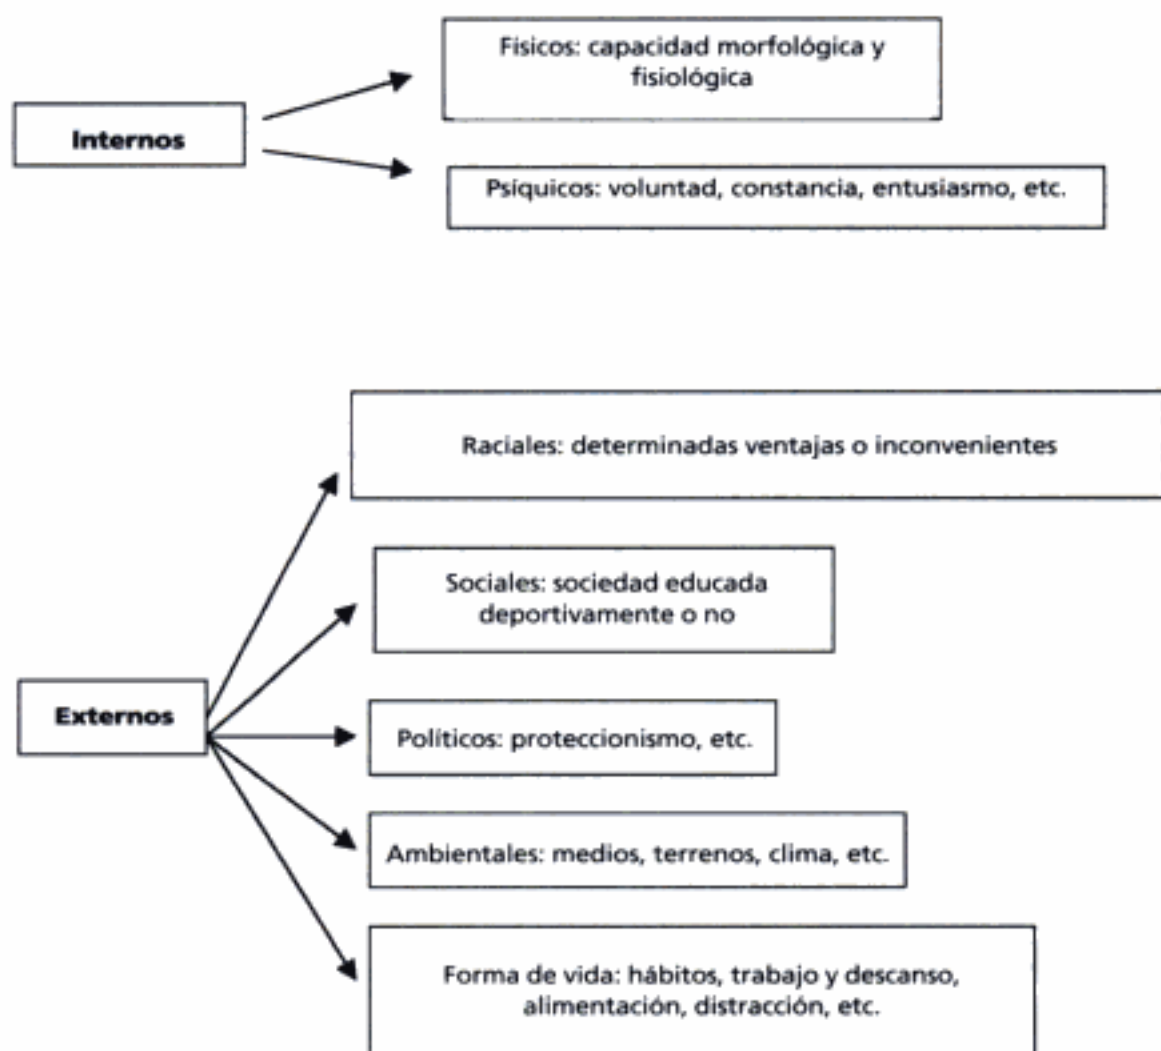 Internos
Físicos: capacidad morfológica y
fisiológica
Psíquicos: voluntad, constancia, entusiasmo, etc.
Externos
Raciales: determinadas ventajas o inconvenientes
Sociales: sociedad educada
deportivamente o no
Políticos: proteccionismo, etc.
Ambientales: medios, terrenos, clima, etc.
Forma de vida: hábitos, trabajo y descanso,
alimentación, distracción, etc.